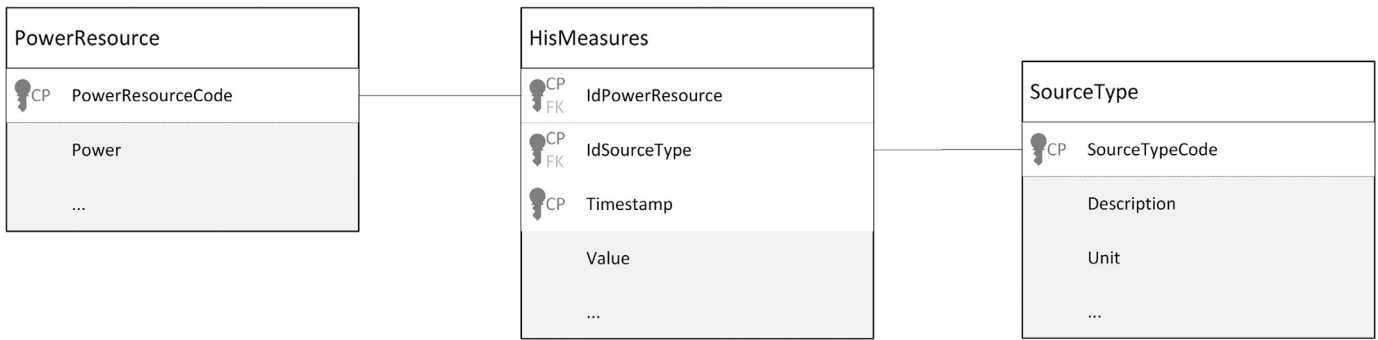 PowerResource
CP PowerResourceCode
Power
...
HisMeasures
CP
FK
IdPowerResource
CP
FK
IdSourceType
CP Timestamp
Value
...
SourceType
CP SourceTypeCode
Description
Unit
...